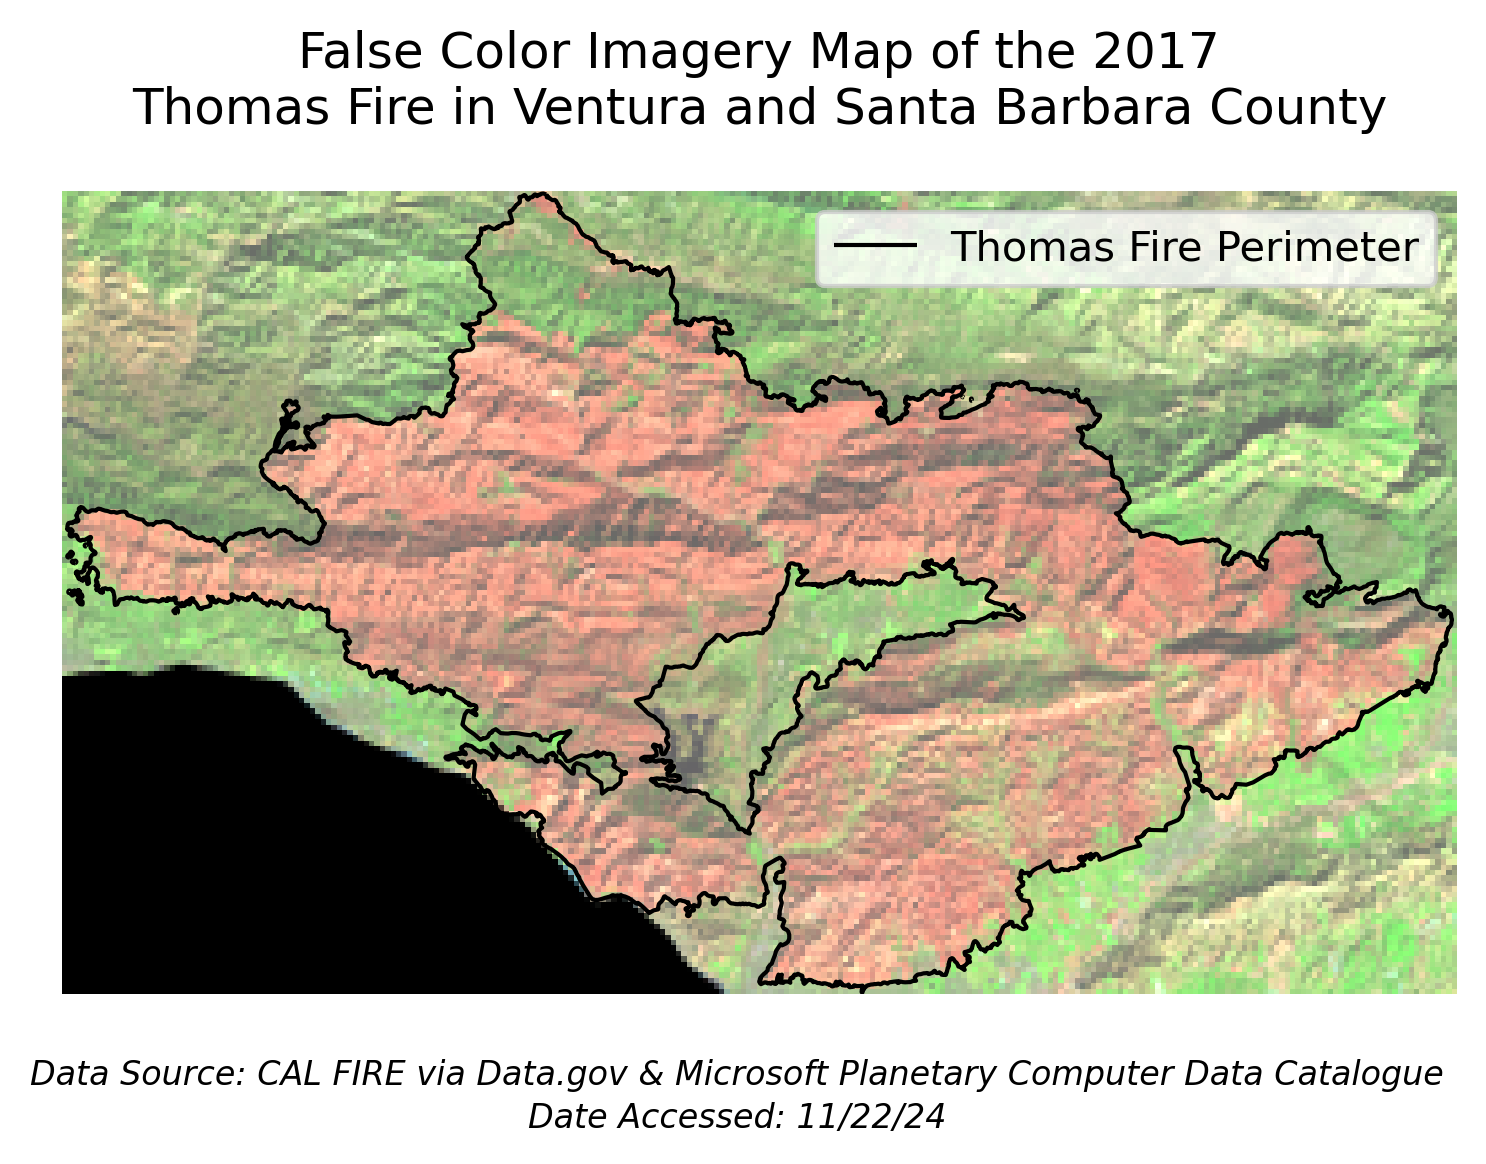 False Color Imagery Map of the 2017
Thomas Fire in Ventura and Santa Barbara County
Thomas Fire Perimeter
Data Source: CAL FIRE via Data.gov & Microsoft Planetary Computer Data Catalogue
Date Accessed: 11/22/24